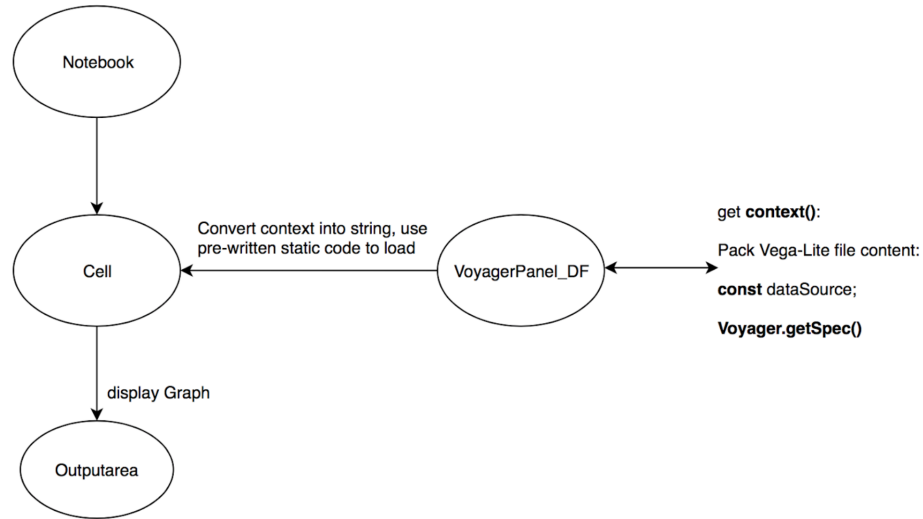 Notebook
Convert context into string, use
pre-written static code to load
Cell
VoyagerPanel_DF
get context():
Pack Vega-Lite file content:
const dataSource;
Voyager.getSpec()
display Graph
Outputarea